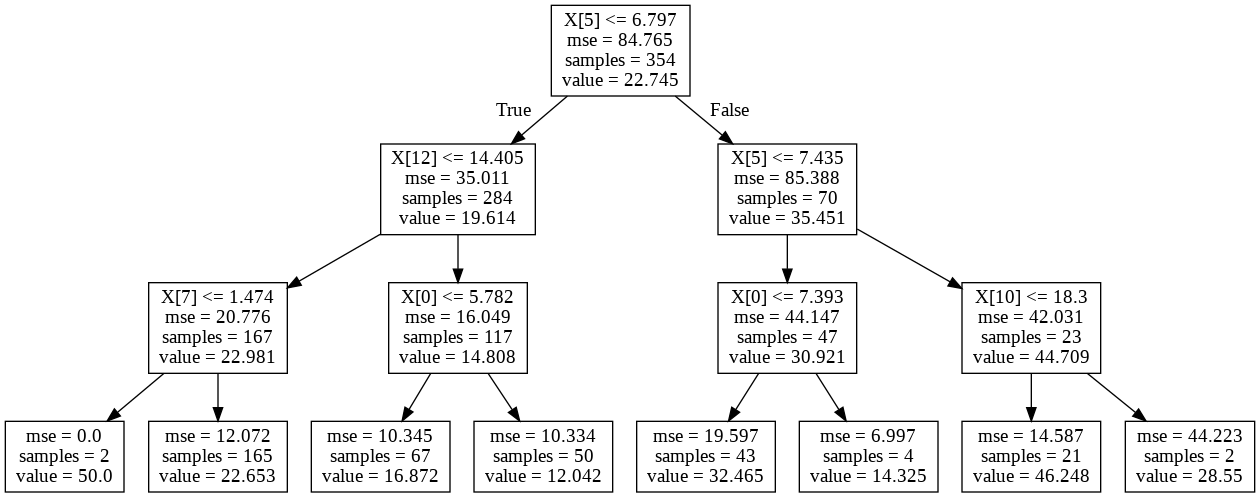 X[5] <= 6.797
mse = 84.765
samples = 354
value = 22.745
True
False
X[12] <= 14.405
mse = 35.011
samples = 284
value = 19.614
X[5] <= 7.435
mse = 85.388
samples = 70
value = 35.451
X[7] <= 1.474
mse = 20.776
samples = 167
value = 22.981
X[0] <= 5.782
mse = 16.049
samples = 117
value = 14.808
X[0] <= 7.393
mse = 44.147
samples = 47
value = 30.921
X[10] <= 18.3
mse = 42.031
samples = 23
value = 44.709
mse = 0.0
samples = 2
value = 50.0
mse = 12.072
samples = 165
value = 22.653
mse = 10.345
samples = 67
value = 16.872
mse = 10.334
samples = 50
value = 12.042
mse = 19.597
samples = 43
value = 32.465
mse = 6.997
samples = 4
value = 14.325
mse = 14.587
samples = 21
value = 46.248
mse = 44.223
samples = 2
value = 28.55